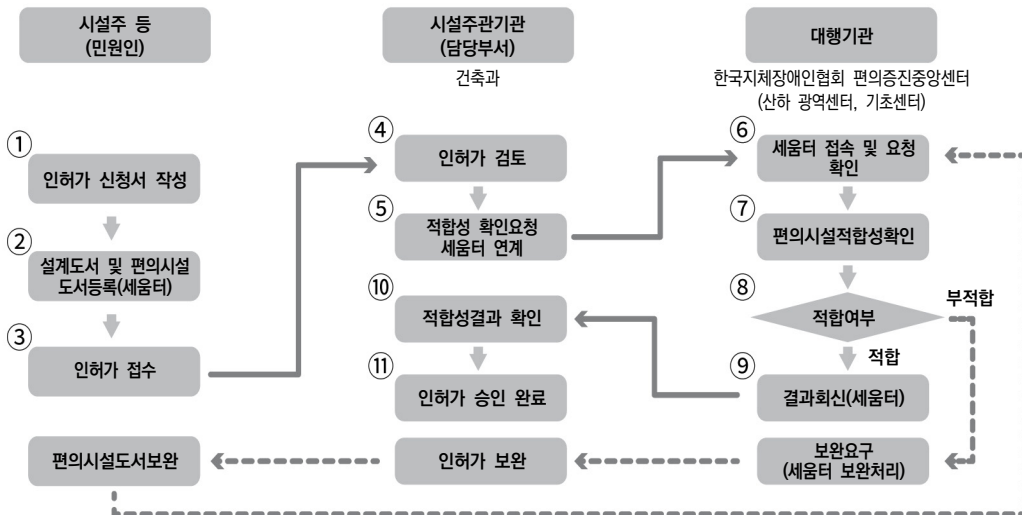 시설주 등
(민원인)
시설주관기관
(담당부서)
건축과
대행기관
한국지체장애인협회 편의증진중앙센터
(산하 광역센터, 기초센터)
①
인허가 신청서 작성
②
설계도서 및 편의시설
도서등록(세움터)
③
인허가 접수
④
인허가 검토
⑤
적합성 확인요청
세움터 연계
⑥
세움터 접속 및 요청
확인
⑦
편의시설적합성확인
⑧
적합여부
부적합
적합
⑨
결과회신(세움터)
⑩
적합성결과 확인
⑪
인허가 승인 완료
보완요구
(세움터 보완처리)
인허가 보완
편의시설도서보완